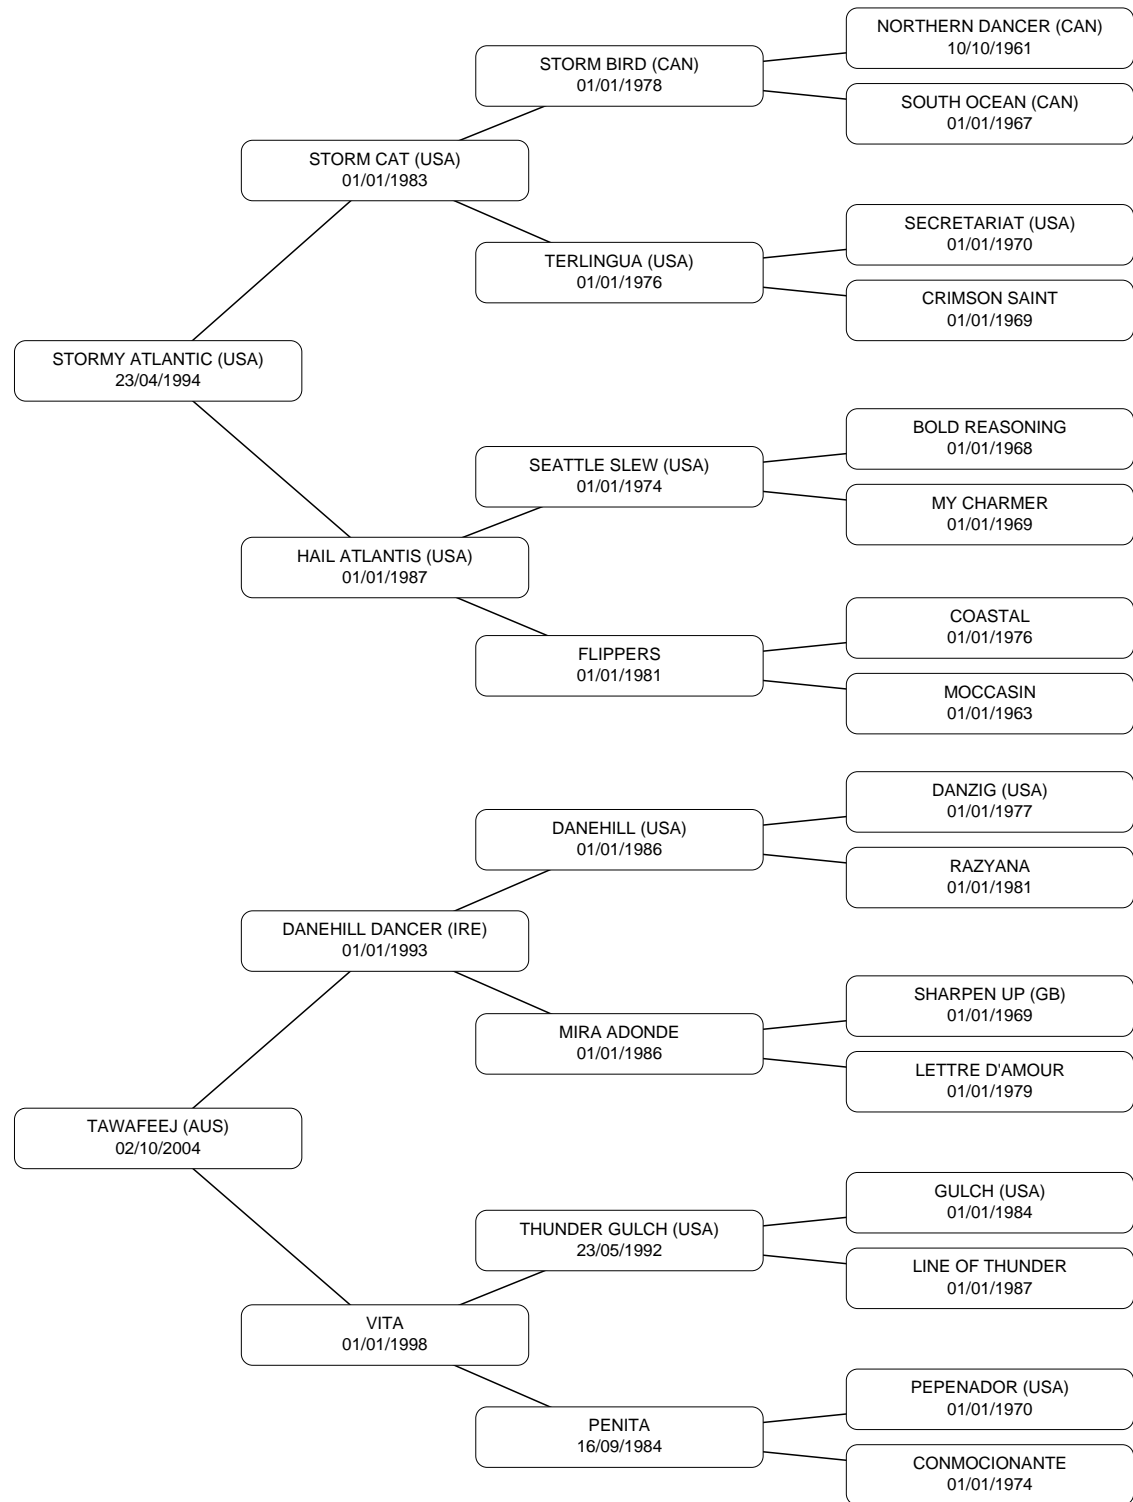 NORTHERN DANCER (CAN)
10/10/1961
STORM BIRD (CAN)
01/01/1978
SOUTH OCEAN (CAN)
01/01/1967
STORM CAT (USA)
01/01/1983
SECRETARIAT (USA)
01/01/1970
TERLINGUA (USA)
01/01/1976
CRIMSON SAINT
01/01/1969
STORMY ATLANTIC (USA)
23/04/1994
BOLD REASONING
01/01/1968
SEATTLE SLEW (USA)
01/01/1974
MY CHARMER
01/01/1969
HAIL ATLANTIS (USA)
01/01/1987
COASTAL
01/01/1976
FLIPPERS
01/01/1981
MOCCASIN
01/01/1963
DANZIG (USA)
01/01/1977
DANEHILL (USA)
01/01/1986
RAZYANA
01/01/1981
DANEHILL DANCER (IRE)
01/01/1993
SHARPEN UP (GB)
01/01/1969
MIRA ADONDE
01/01/1986
LETTRE D'AMOUR
01/01/1979
TAWAFEEJ (AUS)
02/10/2004
GULCH (USA)
01/01/1984
THUNDER GULCH (USA)
23/05/1992
LINE OF THUNDER
01/01/1987
VITA
01/01/1998
PEPENADOR (USA)
01/01/1970
PENITA
16/09/1984
CONMOCIONANTE
01/01/1974